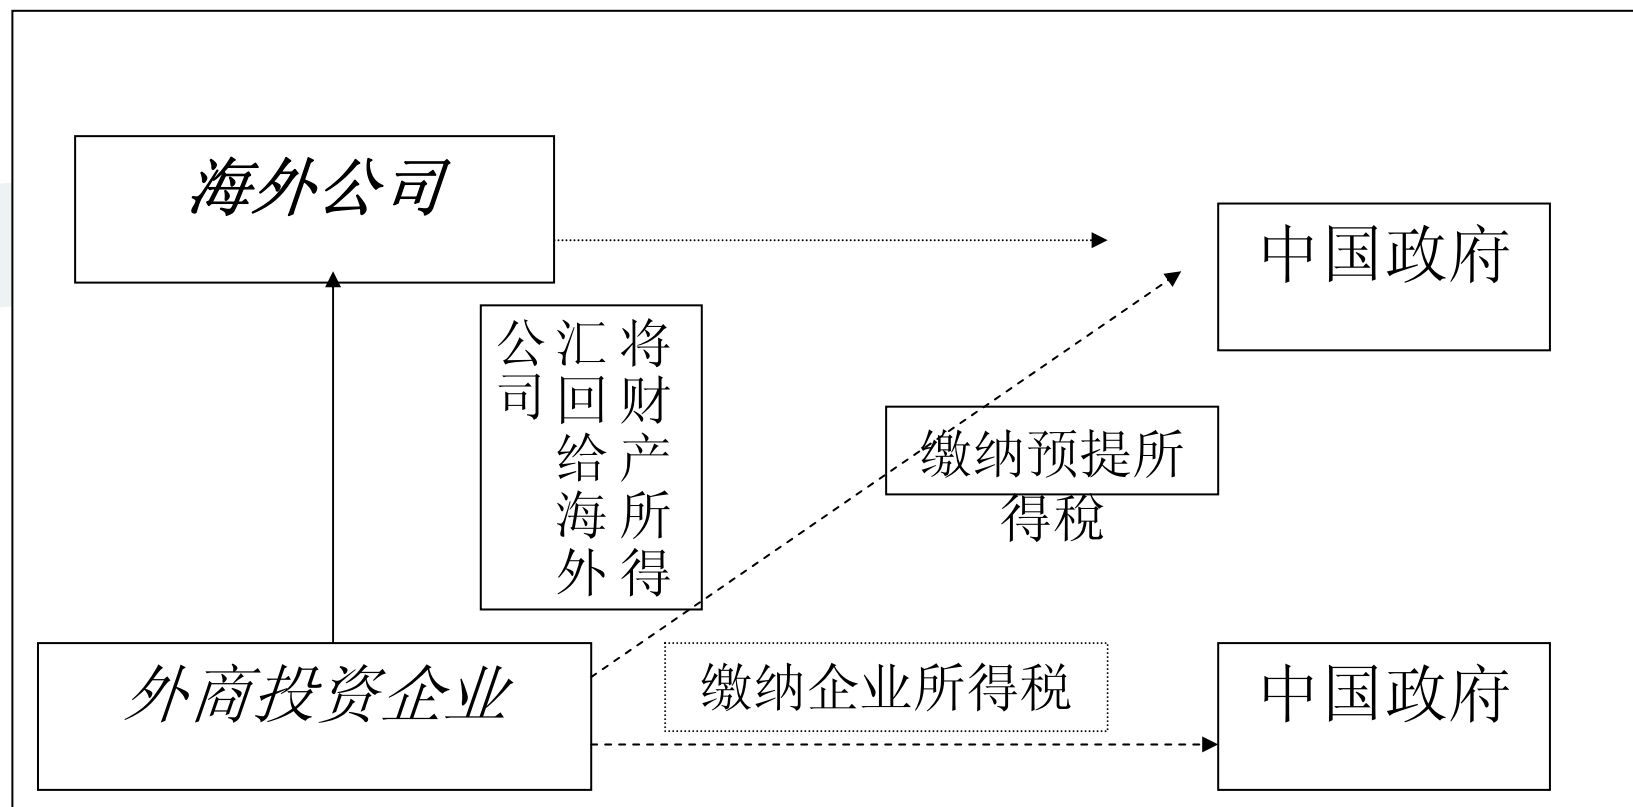 海外公司
中国政府
将财产所得
汇回给海外
公司
缴纳预提所
得税
外商投资企业
缴纳企业所得税
中国政府